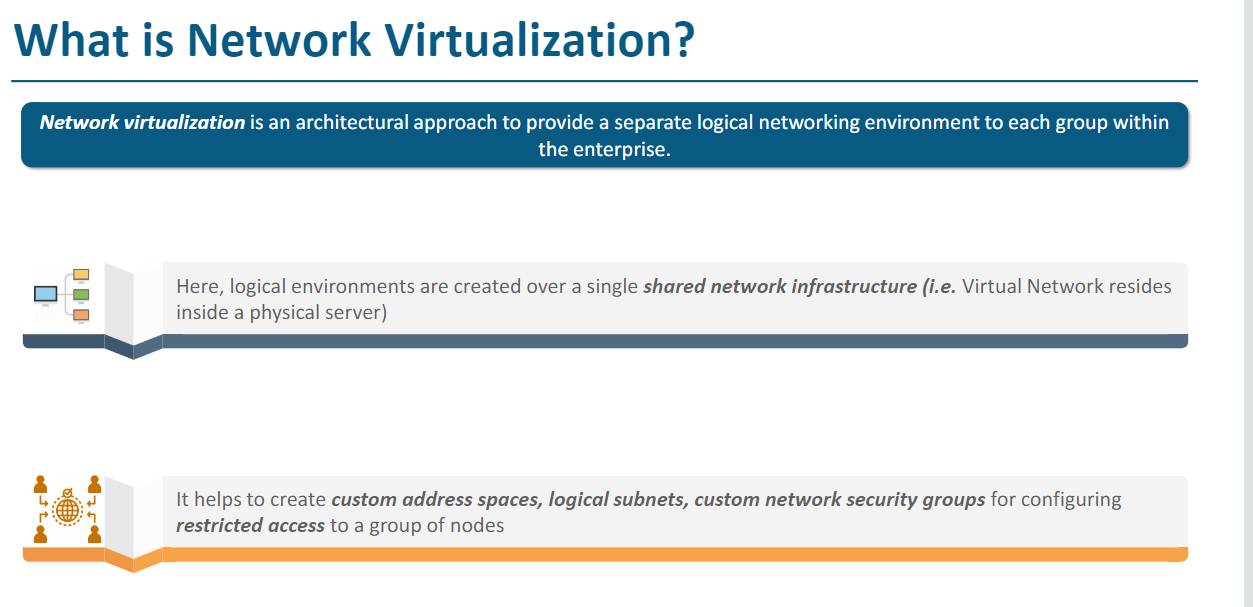 What is Network Virtualization?
Network virtualization is an architectural approach to provide a separate logical networking environment to each group within
the enterprise.
Here, logical environments are created over a single shared network infrastructure (i.e. Virtual Network resides
inside a physical server)
It helps to create custom address spaces, logical subnets, custom network security groups for configuring
restricted access to a group of nodes